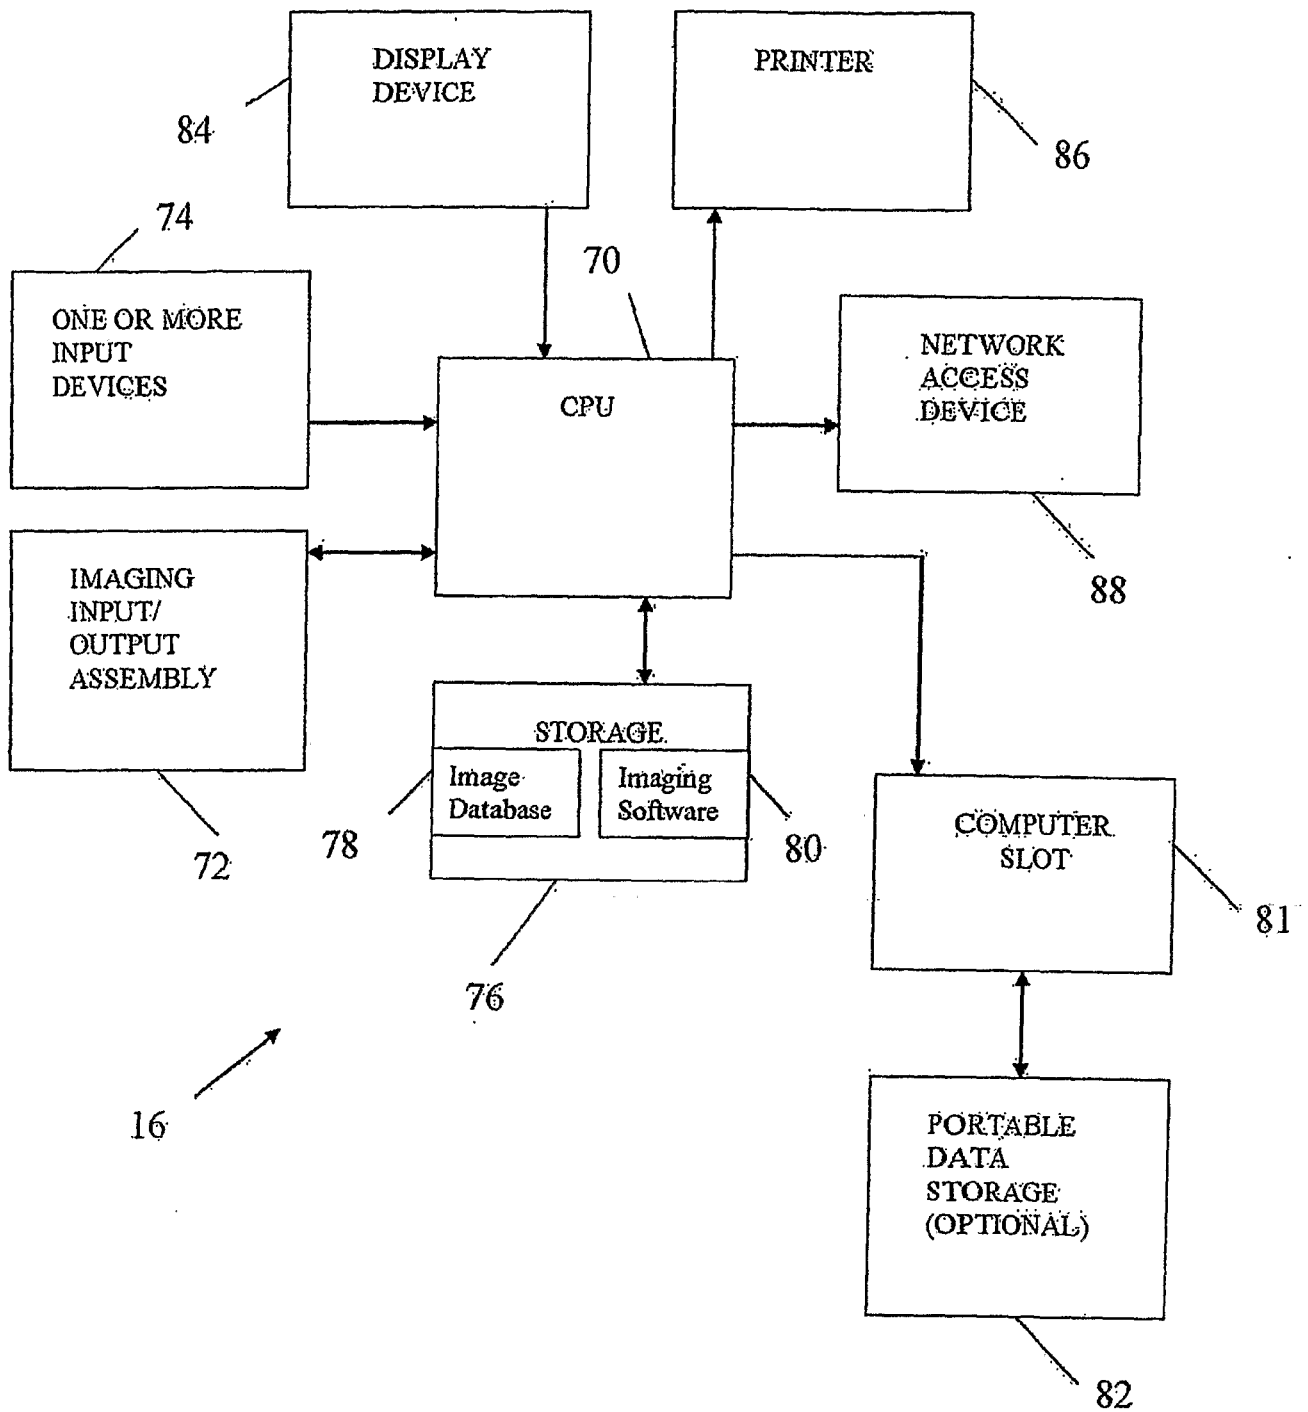 DISPLAY
DEVICE
84
PRINTER
86
74
ONE OR MORE
INPUT
DEVICES
70
CPU
NETWORK
ACCESS
DEVICE
88
IMAGING
INPUT/
OUTPUT
ASSEMBLY
72
STORAGE
Image
Database
Imaging
Software
78
80
76
COMPUTER
SLOT
81
16
PORTABLE
DATA
STORAGE
(OPTIONAL)
82